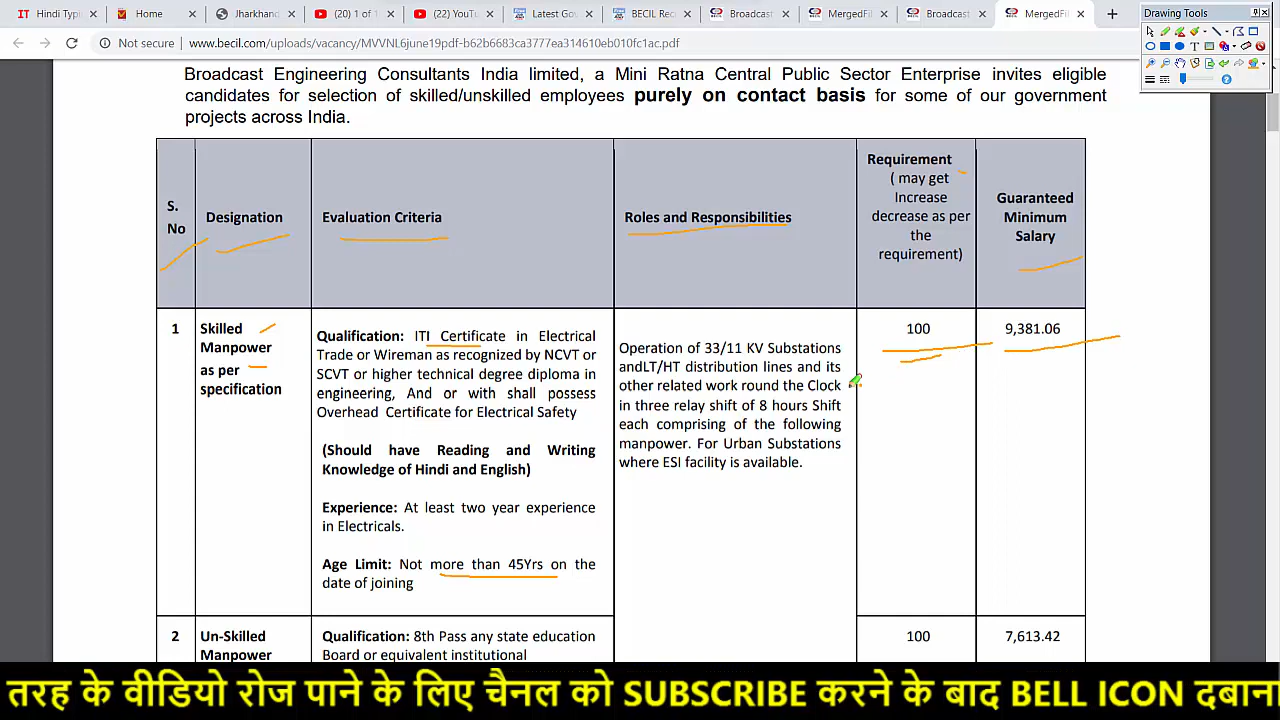 Hindi Typi
Home
Jharkhand
(20) 1 of 1
(22) YouTu
Latest Gov
BECIL Rec
Broadcast
MergedFil
Broadcast
MergedFil
Drawing Tools
Not secure | www.becil.com/uploads/vacancy/MVVNL6june19pdf-b62b6683ca3777ea314610eb010fc1ac.pdf
Broadcast Engineering Consultants India limited, a Mini Ratna Central Public Sector Enterprise invites eligible
candidates for selection of skilled/unskilled employees purely on contact basis for some of our government
projects across India.
S.
No
Designation
Evaluation Criteria
Roles and Responsibilities
Requirement
( may get
Increase
decrease as per
the
requirement)
Guaranteed
Minimum
Salary
1
Skilled
Manpower
as per
specification
Qualification: ITI Certificate in Electrical
Trade or Wireman as recognized by NCVT or
SCVT or higher technical degree diploma in
engineering, And or with shall possess
Overhead Certificate for Electrical Safety
(Should have Reading and Writing
Knowledge of Hindi and English)
Experience: At least two year experience
in Electricals.
Age Limit: Not more than 45Yrs on the
date of joining
Operation of 33/11 KV Substations
andLT/HT distribution lines and its
other related work round the Clock
in three relay shift of 8 hours Shift
each comprising of the following
manpower. For Urban Substations
where ESI facility is available.
100
9,381.06
2
Un-Skilled
Manpower
Qualification: 8th Pass any state education
Board or equivalent institutional
100
7,613.42
तरह के वीडियो रोज पाने के लिए चैनल को SUBSCRIBE करने के बाद BELL ICON दबाना